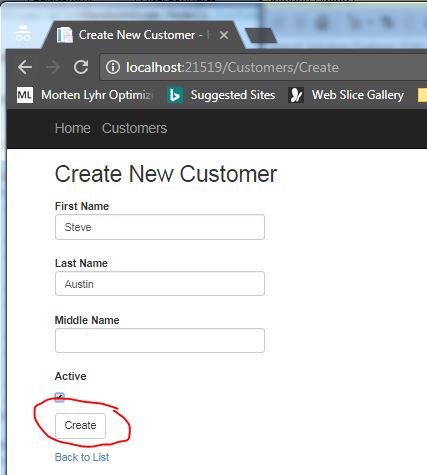 Create New Customer -
localhost:21519/Customers/Create
ML Morten Lyhr Optimiz Suggested Sites Web Slice Gallery
Home Customers
Create New Customer
First Name
Steve
Last Name
Austin
Middle Name
Active
Create
Back to List